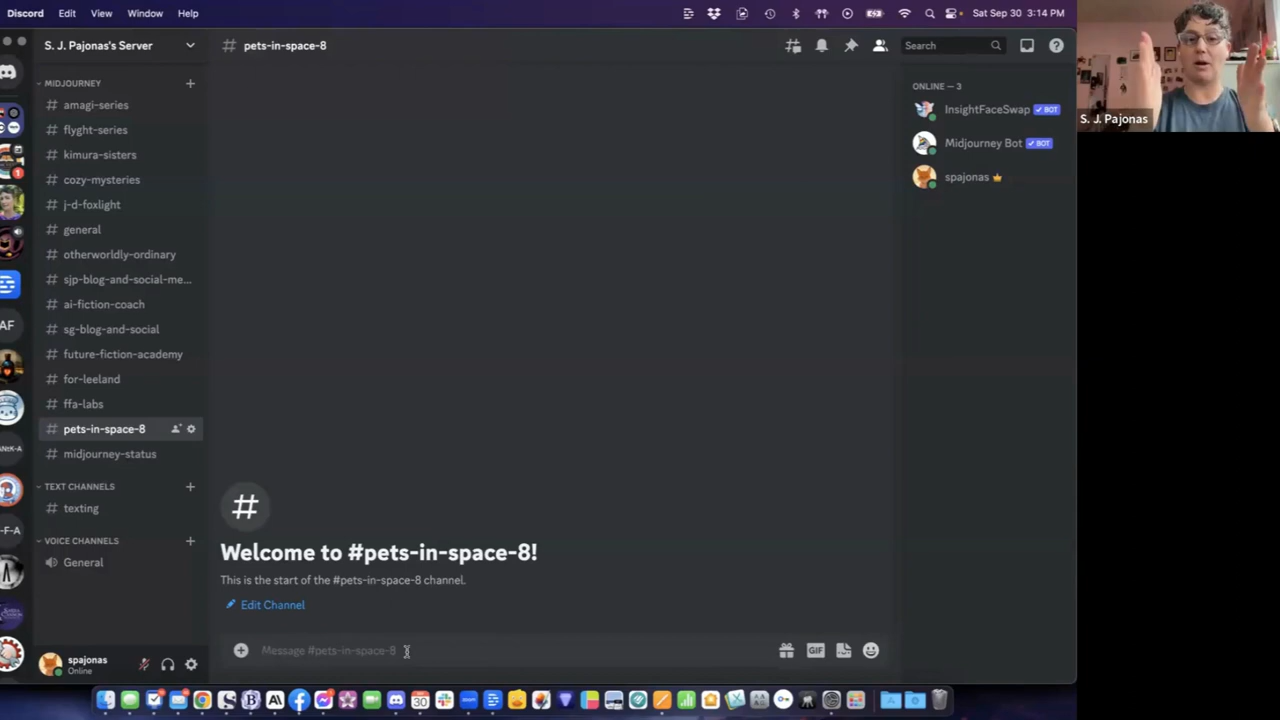 Discord Edit View Window Help
Sat Sep 30 3:14 PM
S. J. Pajonas's Server
# pets-in-space-8
Search
MIDJOURNEY
# amagi-series
# flyght-series
# kimura-sisters
# cozy-mysteries
# j-d-foxlight
# general
# otherworldly-ordinary
# sjp-blog-and-social-me...
# ai-fiction-coach
# sg-blog-and-social
# future-fiction-academy
# for-leeland
# ffa-labs
# pets-in-space-8
# midjourney-status
TEXT CHANNELS
# texting
VOICE CHANNELS
General
spajonas
Online
AF
-F-A
#
Welcome to #pets-in-space-8!
This is the start of the #pets-in-space-8 channel.
Edit Channel
Message #pets-in-space-8
GIF
ONLINE — 3
InsightFaceSwap ✓ BOT
Midjourney Bot ✓ BOT
spajonas
S. J. Pajonas
30